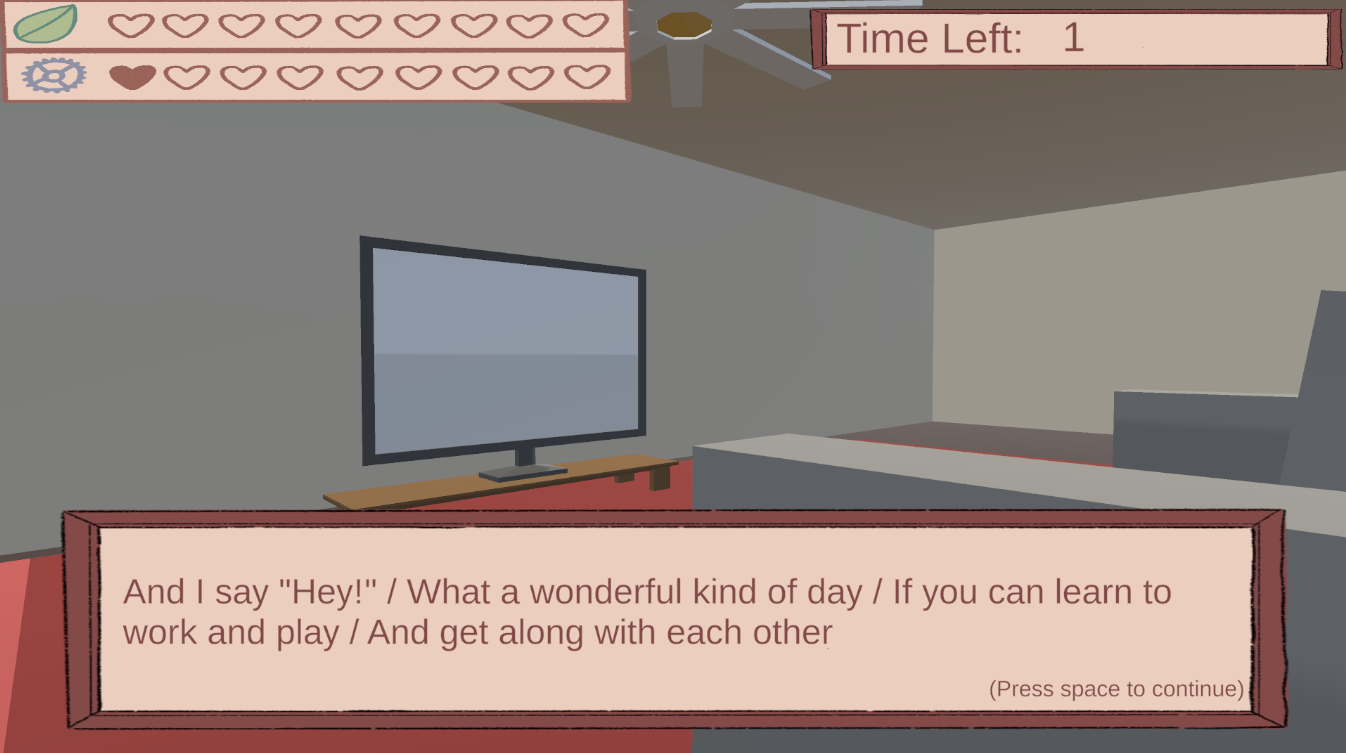 Time Left: 1
And I say "Hey!" / What a wonderful kind of day / If you can learn to
work and play / And get along with each other
(Press space to continue)